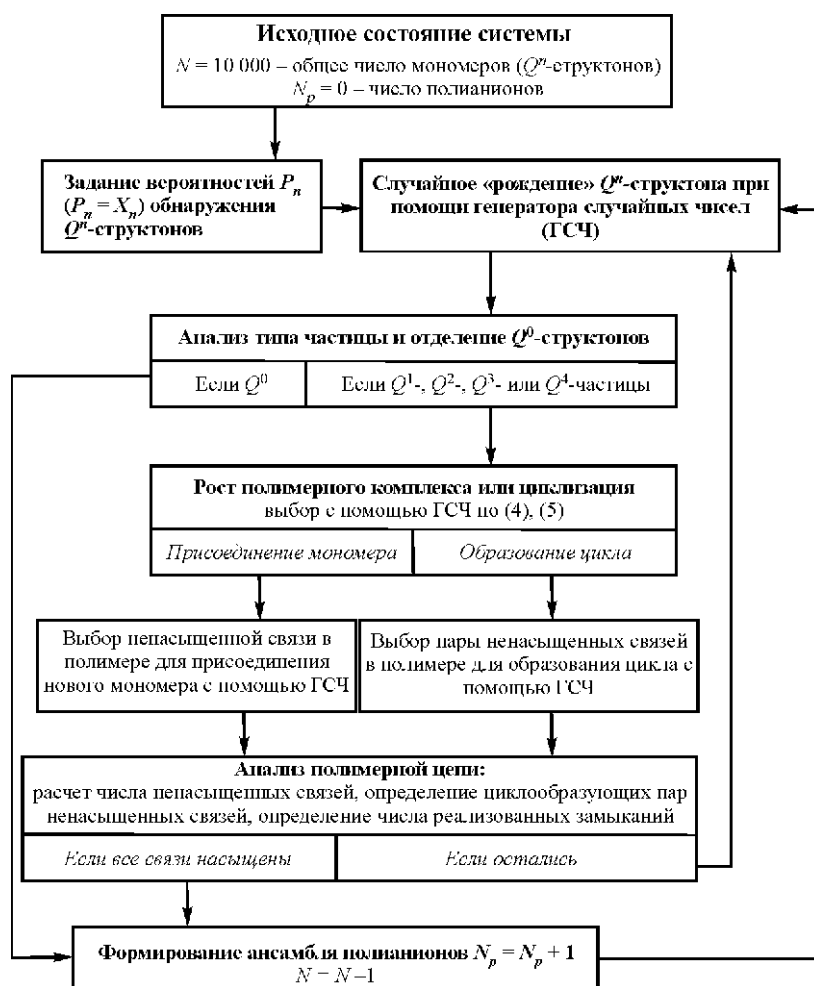 Исходное состояние системы
N = 10 000 – общее число мономеров (Qⁿ-структонов)
Nₚ = 0 – число полианионов
Задание вероятностей Pₙ
(Pₙ = Xₙ) обнаружения
Qⁿ-структонов
Случайное «рождение» Qⁿ-структона при
помощи генератора случайных чисел
(ГСЧ)
Анализ типа частицы и отделение Q⁰-структонов
Если Q⁰
Если Q¹-, Q²-, Q³- или Q⁴-частицы
Рост полимерного комплекса или циклизация
выбор с помощью ГСЧ по (4), (5)
Присоединение мономера
Образование цикла
Выбор ненасыщенной связи в
полимере для присоединения
нового мономера с помощью ГСЧ
Выбор пары ненасыщенных связей
в полимере для образования цикла с
помощью ГСЧ
Анализ полимерной цепи:
расчет числа ненасыщенных связей, определение циклообразующих пар
ненасыщенных связей, определение числа реализованных замыканий
Если все связи насыщены
Если остались
Формирование ансамбля полианионов Nₚ = Nₚ + 1
N = N –1